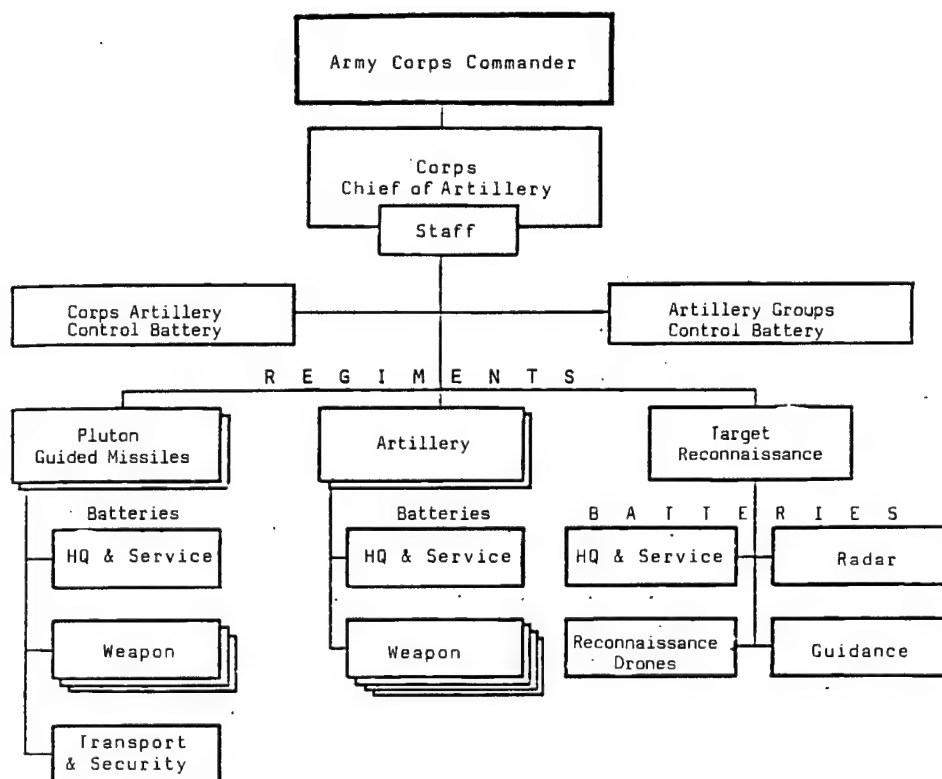 Army Corps Commander
Corps
Chief of Artillery
Staff
Corps Artillery
Control Battery
Artillery Groups
Control Battery
REGIMENTS
Pluton
Guided Missiles
Artillery
Target
Reconnaissance
Batteries
Batteries
BATTERIES
HQ & Service
HQ & Service
HQ & Service
Radar
Weapon
Weapon
Reconnaissance
Drones
Guidance
Transport
& Security